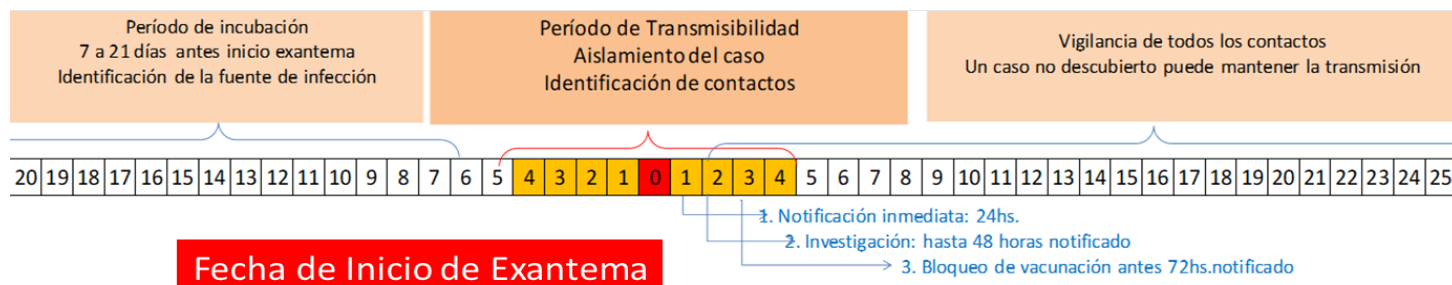 Período de incubación
7 a 21 días antes inicio exantema
Identificación de la fuente de infección
Período de Transmisibilidad
Aislamiento del caso
Identificación de contactos
Vigilancia de todos los contactos
Un caso no descubierto puede mantener la transmisión
20 19 18 17 16 15 14 13 12 11 10 9 8 7 6 5 4 3 2 1 0 1 2 3 4 5 6 7 8 9 10 11 12 13 14 15 16 17 18 19 20 21 22 23 24 25
1. Notificación inmediata: 24hs.
2. Investigación: hasta 48 horas notificado
3. Bloqueo de vacunación antes 72hs.notificado
Fecha de Inicio de Exantema